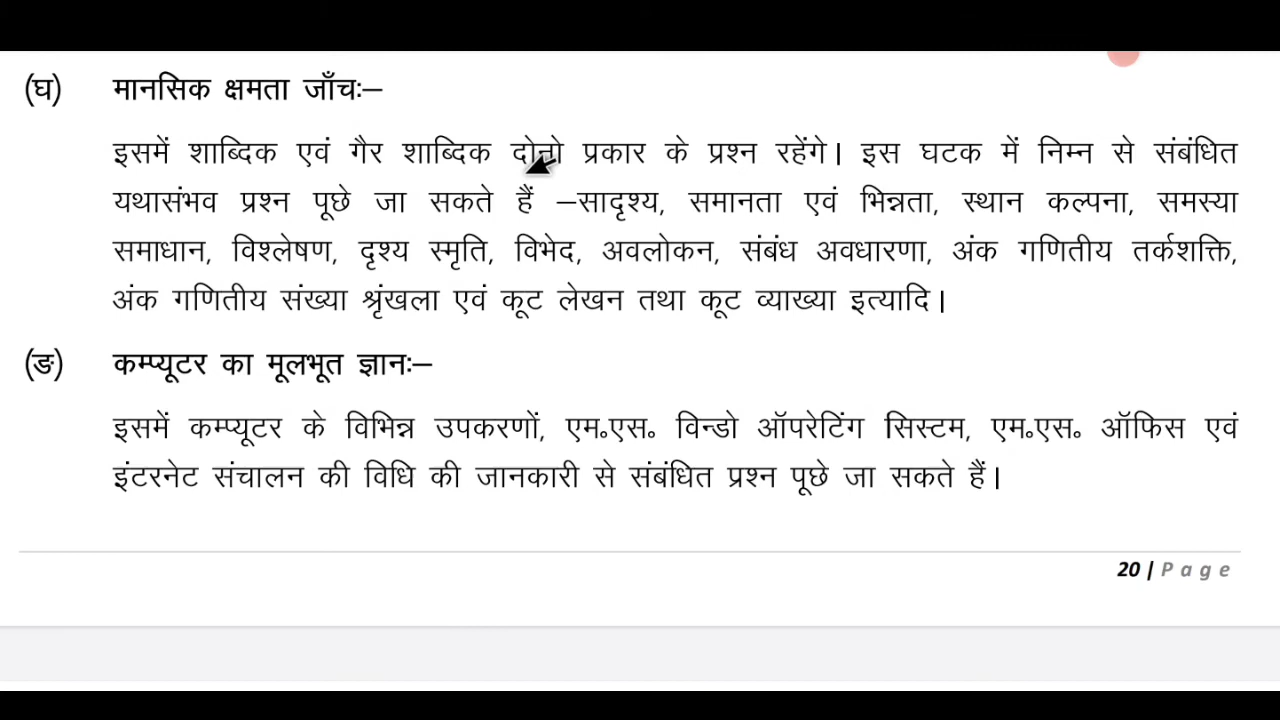 (घ) मानसिक क्षमता जाँचः–
इसमें शाब्दिक एवं गैर शाब्दिक दोनो प्रकार के प्रश्न रहेंगे। इस घटक में निम्न से संबंधित
यथासंभव प्रश्न पूछे जा सकते हैं –सादृश्य, समानता एवं भिन्नता, स्थान कल्पना, समस्या
समाधान, विश्लेषण, दृश्य स्मृति, विभेद, अवलोकन, संबंध अवधारणा, अंक गणितीय तर्कशक्ति,
अंक गणितीय संख्या श्रृंखला एवं कूट लेखन तथा कूट व्याख्या इत्यादि।
(ङ) कम्प्यूटर का मूलभूत ज्ञानः–
इसमें कम्प्यूटर के विभिन्न उपकरणों, एम॰एस॰ विन्डो ऑपरेटिंग सिस्टम, एम॰एस॰ ऑफिस एवं
इंटरनेट संचालन की विधि की जानकारी से संबंधित प्रश्न पूछे जा सकते हैं।
20 | Page